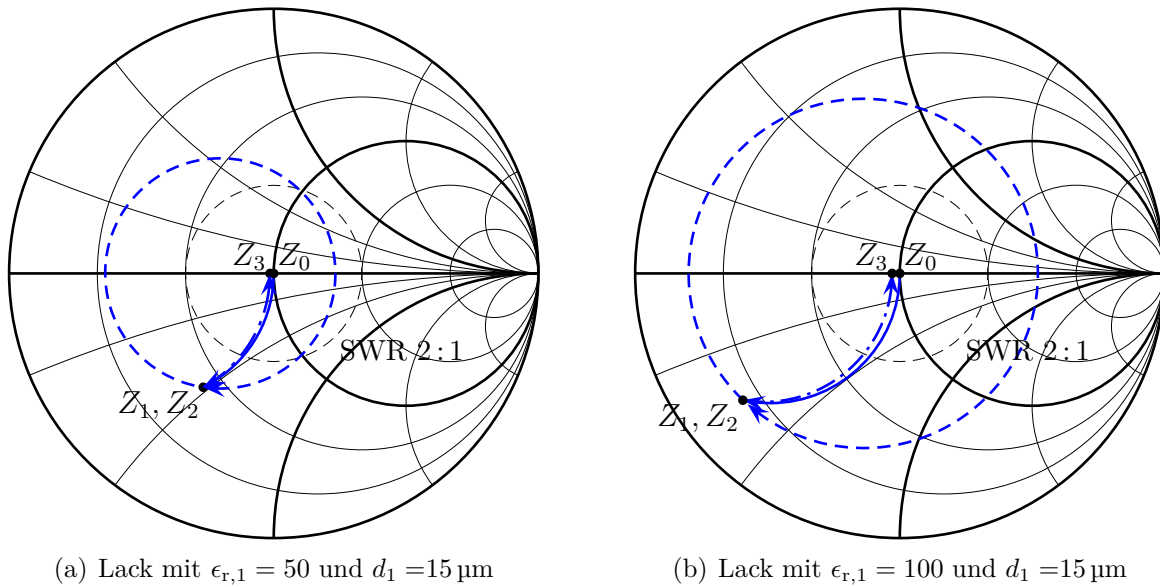 Z₃ Z₀
SWR 2 : 1
Z₁, Z₂
(a) Lack mit ϵr,1 = 50 und d₁ =15 µm
Z₃ Z₀
SWR 2 : 1
Z₁, Z₂
(b) Lack mit ϵr,1 = 100 und d₁ =15 µm